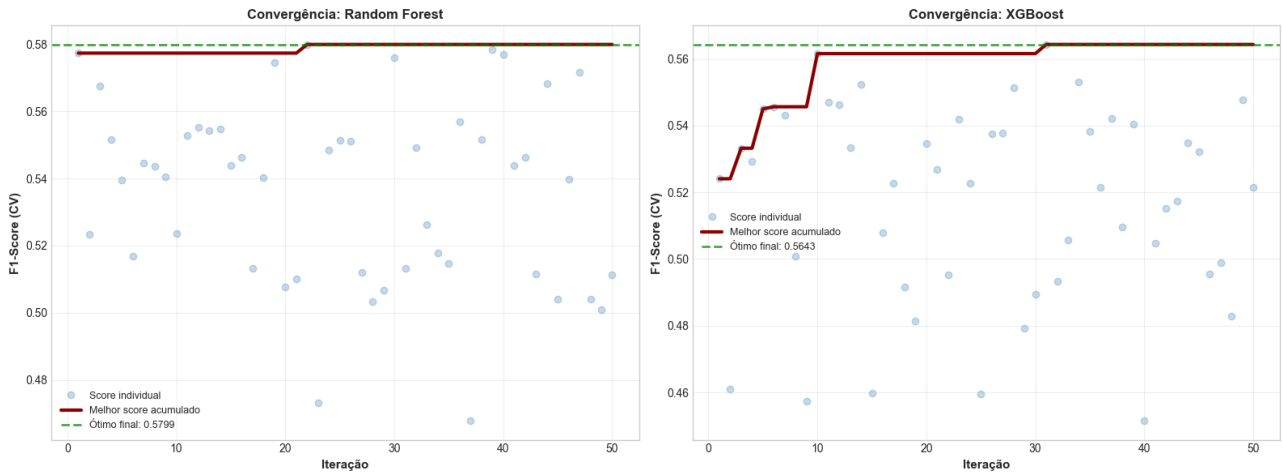 Convergência: Random Forest
F1-Score (CV)
0.58
0.56
0.54
0.52
0.50
0.48
Score individual
Melhor score acumulado
Ótimo final: 0.5799
0
10
20
30
40
50
Iteração
Convergência: XGBoost
F1-Score (CV)
0.56
0.54
0.52
0.50
0.48
0.46
Score individual
Melhor score acumulado
Ótimo final: 0.5643
0
10
20
30
40
50
Iteração